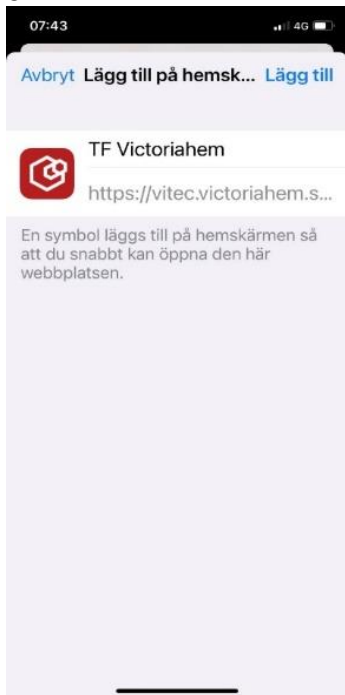 07:43 4G
Avbryt Lägg till på hemsk... Lägg till
TF Victoriahem
https://vitec.victoriahem.s...
En symbol läggs till på hemskärmen så
att du snabbt kan öppna den här
webbplatsen.